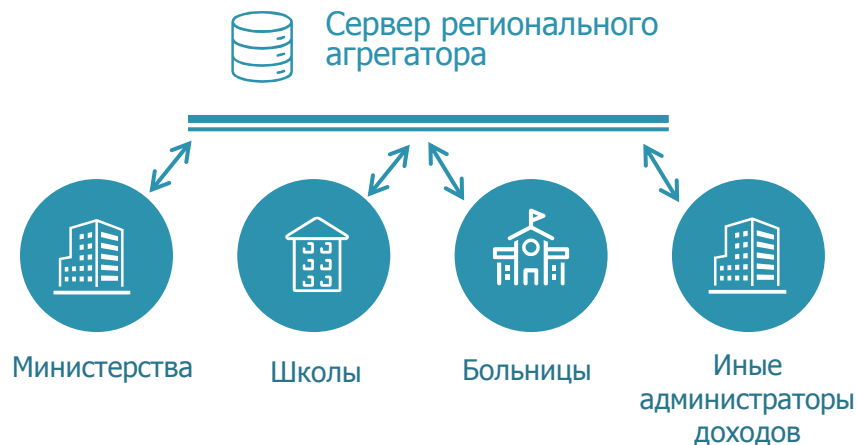 Сервер регионального
агрегатора
Министерства
Школы
Больницы
Иные
администраторы
доходов